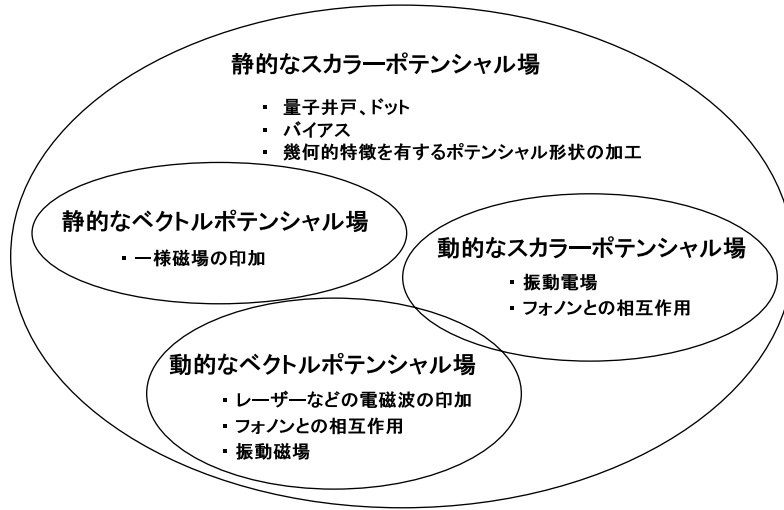 静的なスカラーポテンシャル場
・ 量子井戸、ドット
・ バイアス
・ 幾何的特徴を有するポテンシャル形状の加工
静的なベクトルポテンシャル場
・一様磁場の印加
動的なスカラーポテンシャル場
・振動電場
・フォノンとの相互作用
動的なベクトルポテンシャル場
・レーザーなどの電磁波の印加
・フォノンとの相互作用
・振動磁場